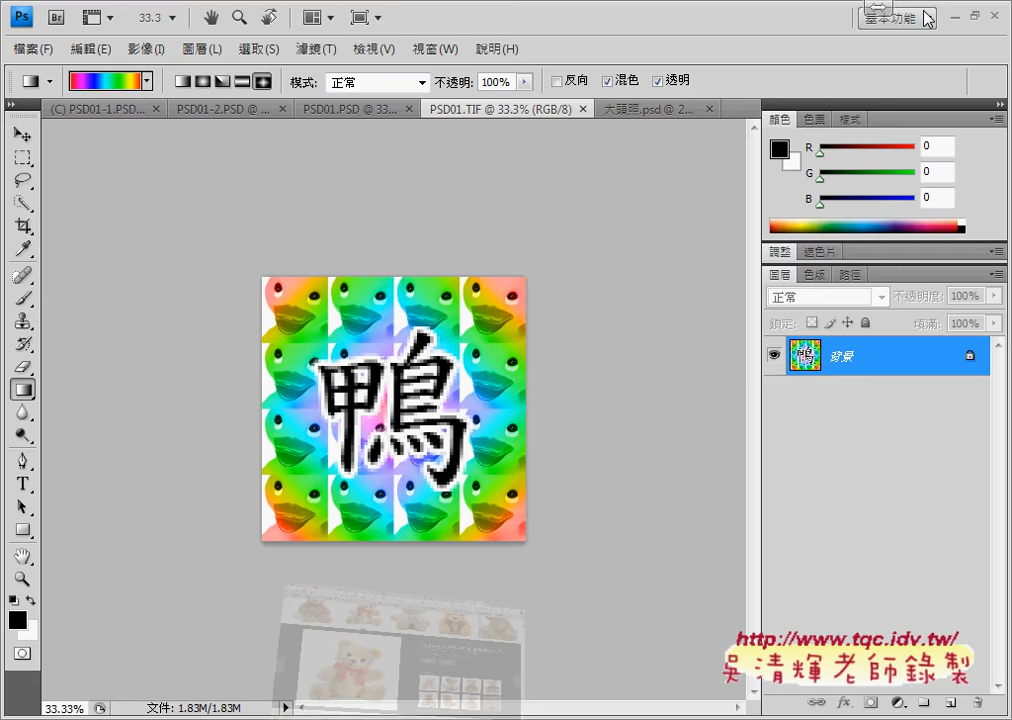 Ps Br 33.3 基本功能
檔案(F) 編輯(E) 影像(I) 圖層(L) 選取(S) 濾鏡(T) 檢視(V) 視窗(W) 說明(H)
模式: 正常 不透明: 100% 反向 混色 透明
(C) PSD01-1.PSD... × PSD01-2.PSD @ ... × PSD01.PSD @ 33... × PSD01.TIF @ 33.3% (RGB/8) × 大頭照.psd @ 2... ×
顏色 色票 樣式
R 0
G 0
B 0
調整 遮色片
圖層 色版 路徑
正常 不透明度: 100%
鎖定: 填滿: 100%
背景
鴨
T
http://www.tqc.idv.tw/
吳清輝老師錄製
33.33% 文件: 1.83M/1.83M